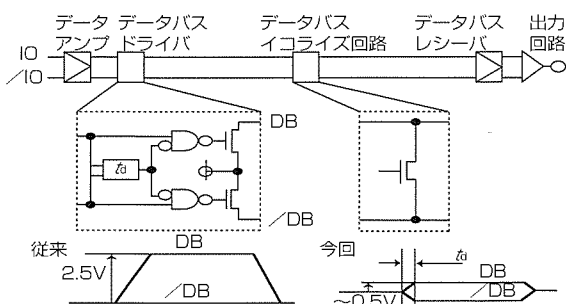 データアンプ
データバスドライバ
データバスイコライズ回路
データバスレシーバ
出力回路
IO
/IO
DB
td
/DB
従来
DB
2.5V
/DB
今回
td
DB
/DB
～0.5V